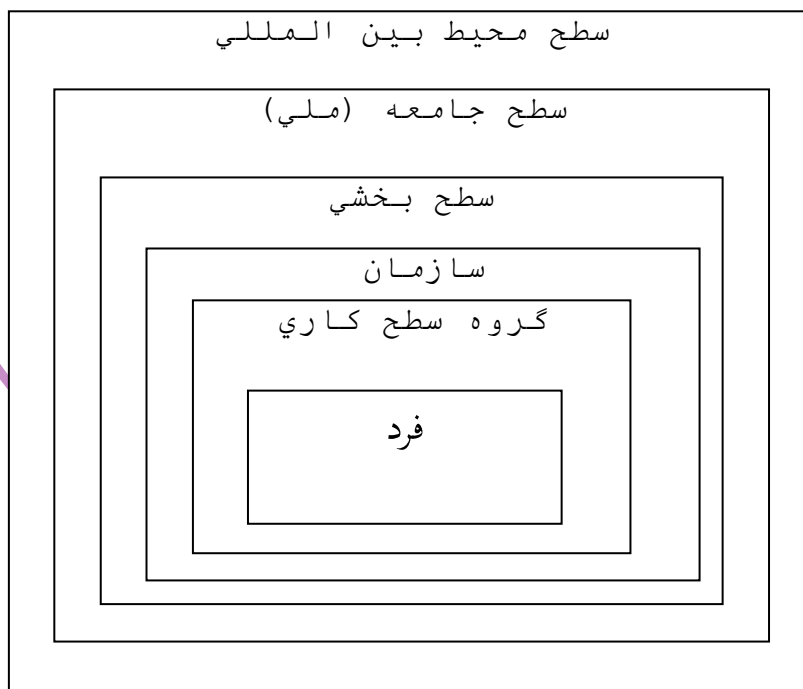 سطح محيط بين المللي
سطح جامعه (ملي)
سطح بخشي
سازمان
گروه سطح كاري
فرد